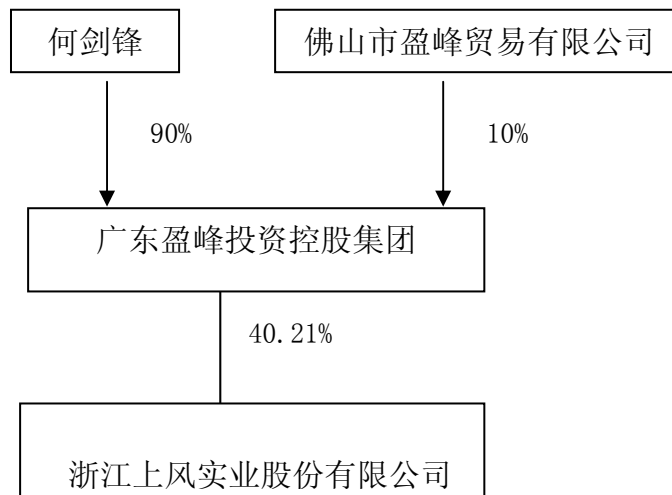 何剑锋
佛山市盈峰贸易有限公司
90%
10%
广东盈峰投资控股集团
40.21%
浙江上风实业股份有限公司